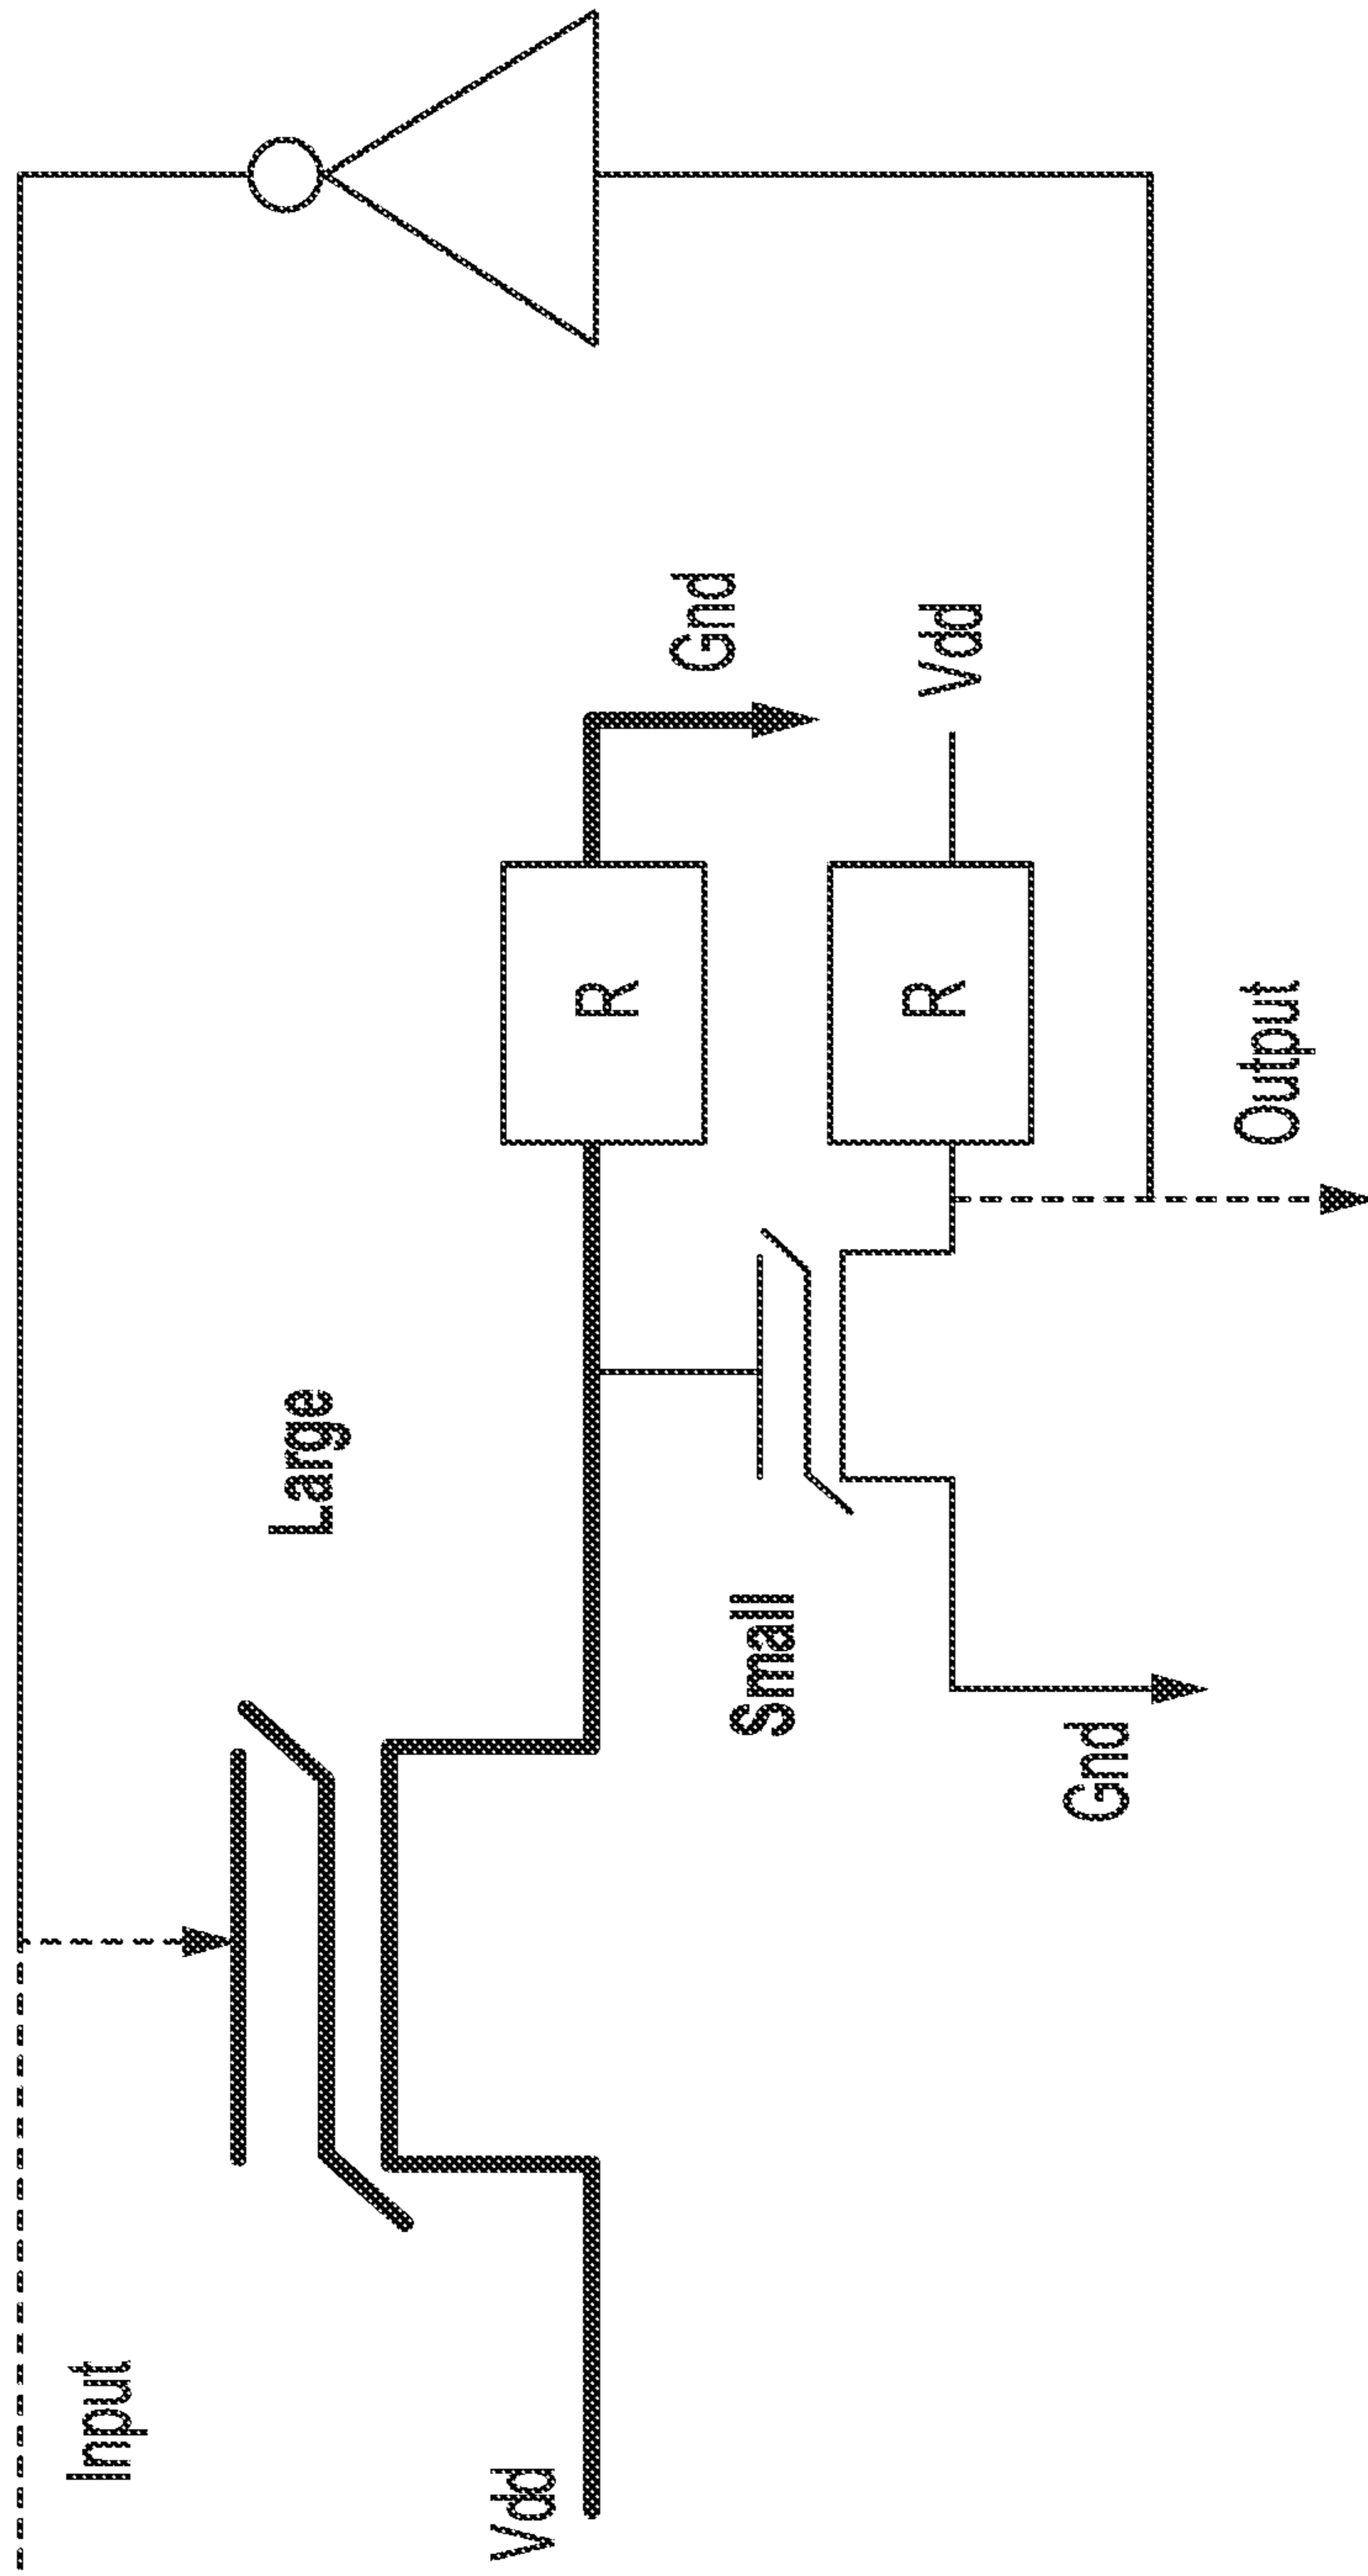 Input
Large
Vdd
Small
R
Gnd
R
Vdd
Gnd
Output